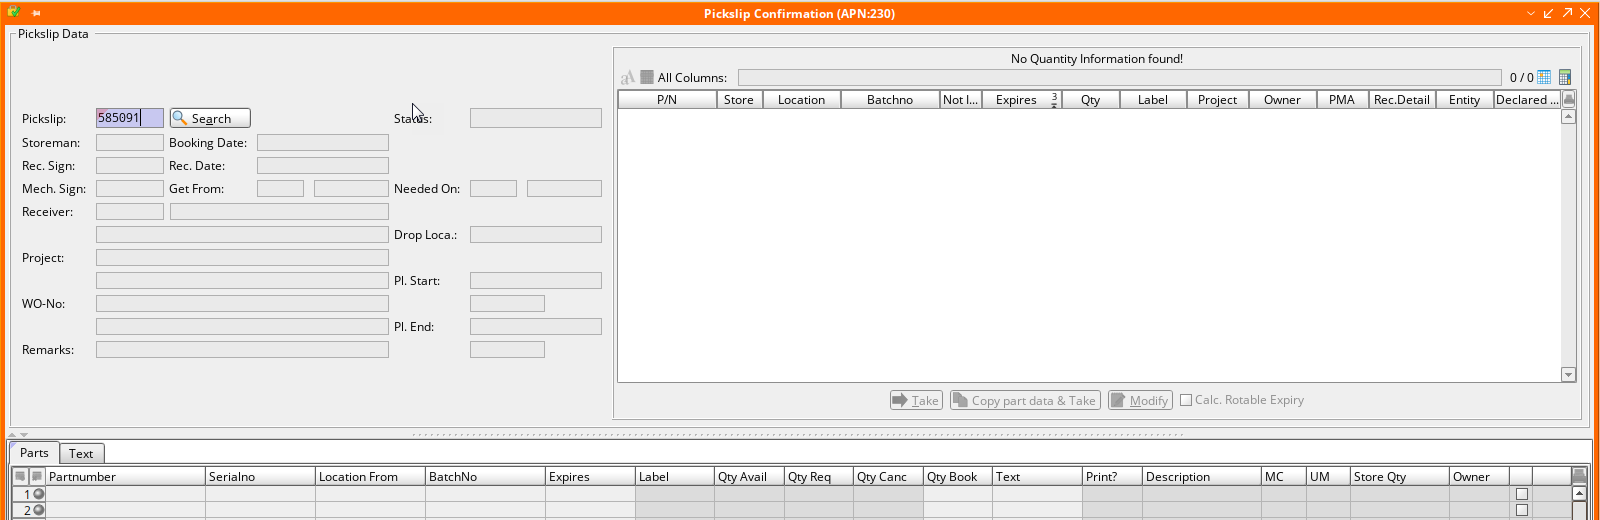 Pickslip Confirmation (APN:230)
Pickslip Data
No Quantity Information found!
All Columns: 0 / 0
P/N Store Location Batchno Not I... Expires 3 Qty Label Project Owner PMA Rec.Detail Entity Declared ...
Pickslip: 585091 Search Status:
Storeman: Booking Date:
Rec. Sign: Rec. Date:
Mech. Sign: Get From: Needed On:
Receiver:
Drop Loca.:
Project:
Pl. Start:
WO-No:
Pl. End:
Remarks:
Take Copy part data & Take Modify Calc. Rotable Expiry
Parts Text
Partnumber Serialno Location From BatchNo Expires Label Qty Avail Qty Req Qty Canc Qty Book Text Print? Description MC UM Store Qty Owner
1
2